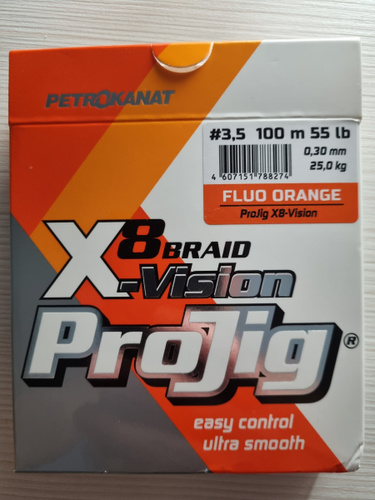 PETROKANAT
#3,5 100 m 55 lb
0,30 mm
25,0 kg
4 607151 788274
FLUO ORANGE
ProJig X8-Vision
X8 BRAID
-Vision
ProJig®
easy control
ultra smooth